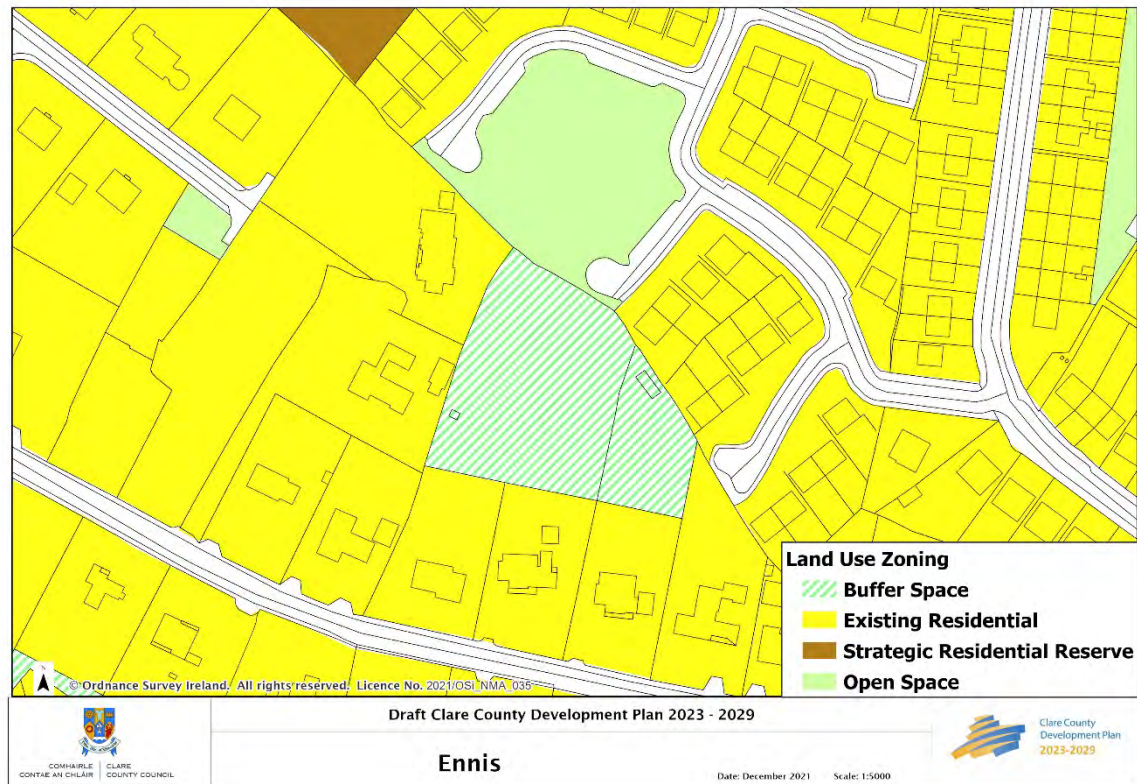 Land Use Zoning
Buffer Space
Existing Residential
Strategic Residential Reserve
Open Space
© Ordnance Survey Ireland. All rights reserved. Licence No. 2021/OSi_NMA_035
COMHAIRLE
CONTAE AN CHLÁIR
CLARE
COUNTY COUNCIL
Draft Clare County Development Plan 2023 - 2029
Ennis
Date: December 2021 Scale: 1:5000
Clare County
Development Plan
2023-2029